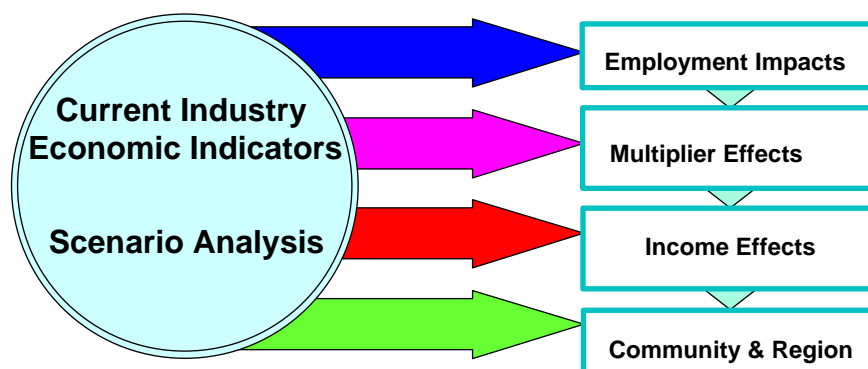 Current Industry
Economic Indicators
Scenario Analysis
Employment Impacts
Multiplier Effects
Income Effects
Community & Region